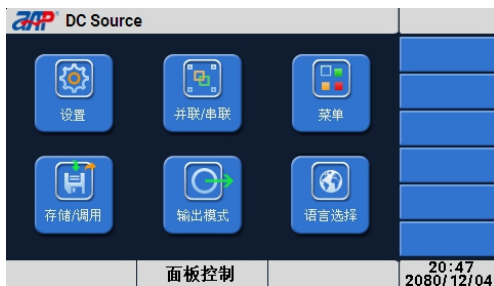 AAP DC Source
设置
并联/串联
菜单
存储/调用
输出模式
语言选择
面板控制
20:47
2080/12/04